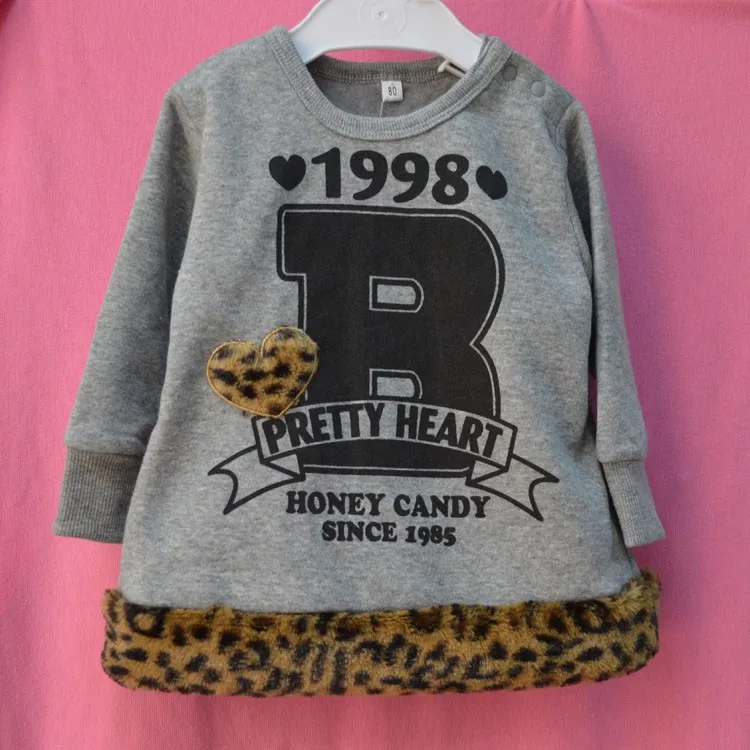 80
♥1998♥
B
PRETTY HEART
HONEY CANDY
SINCE 1985